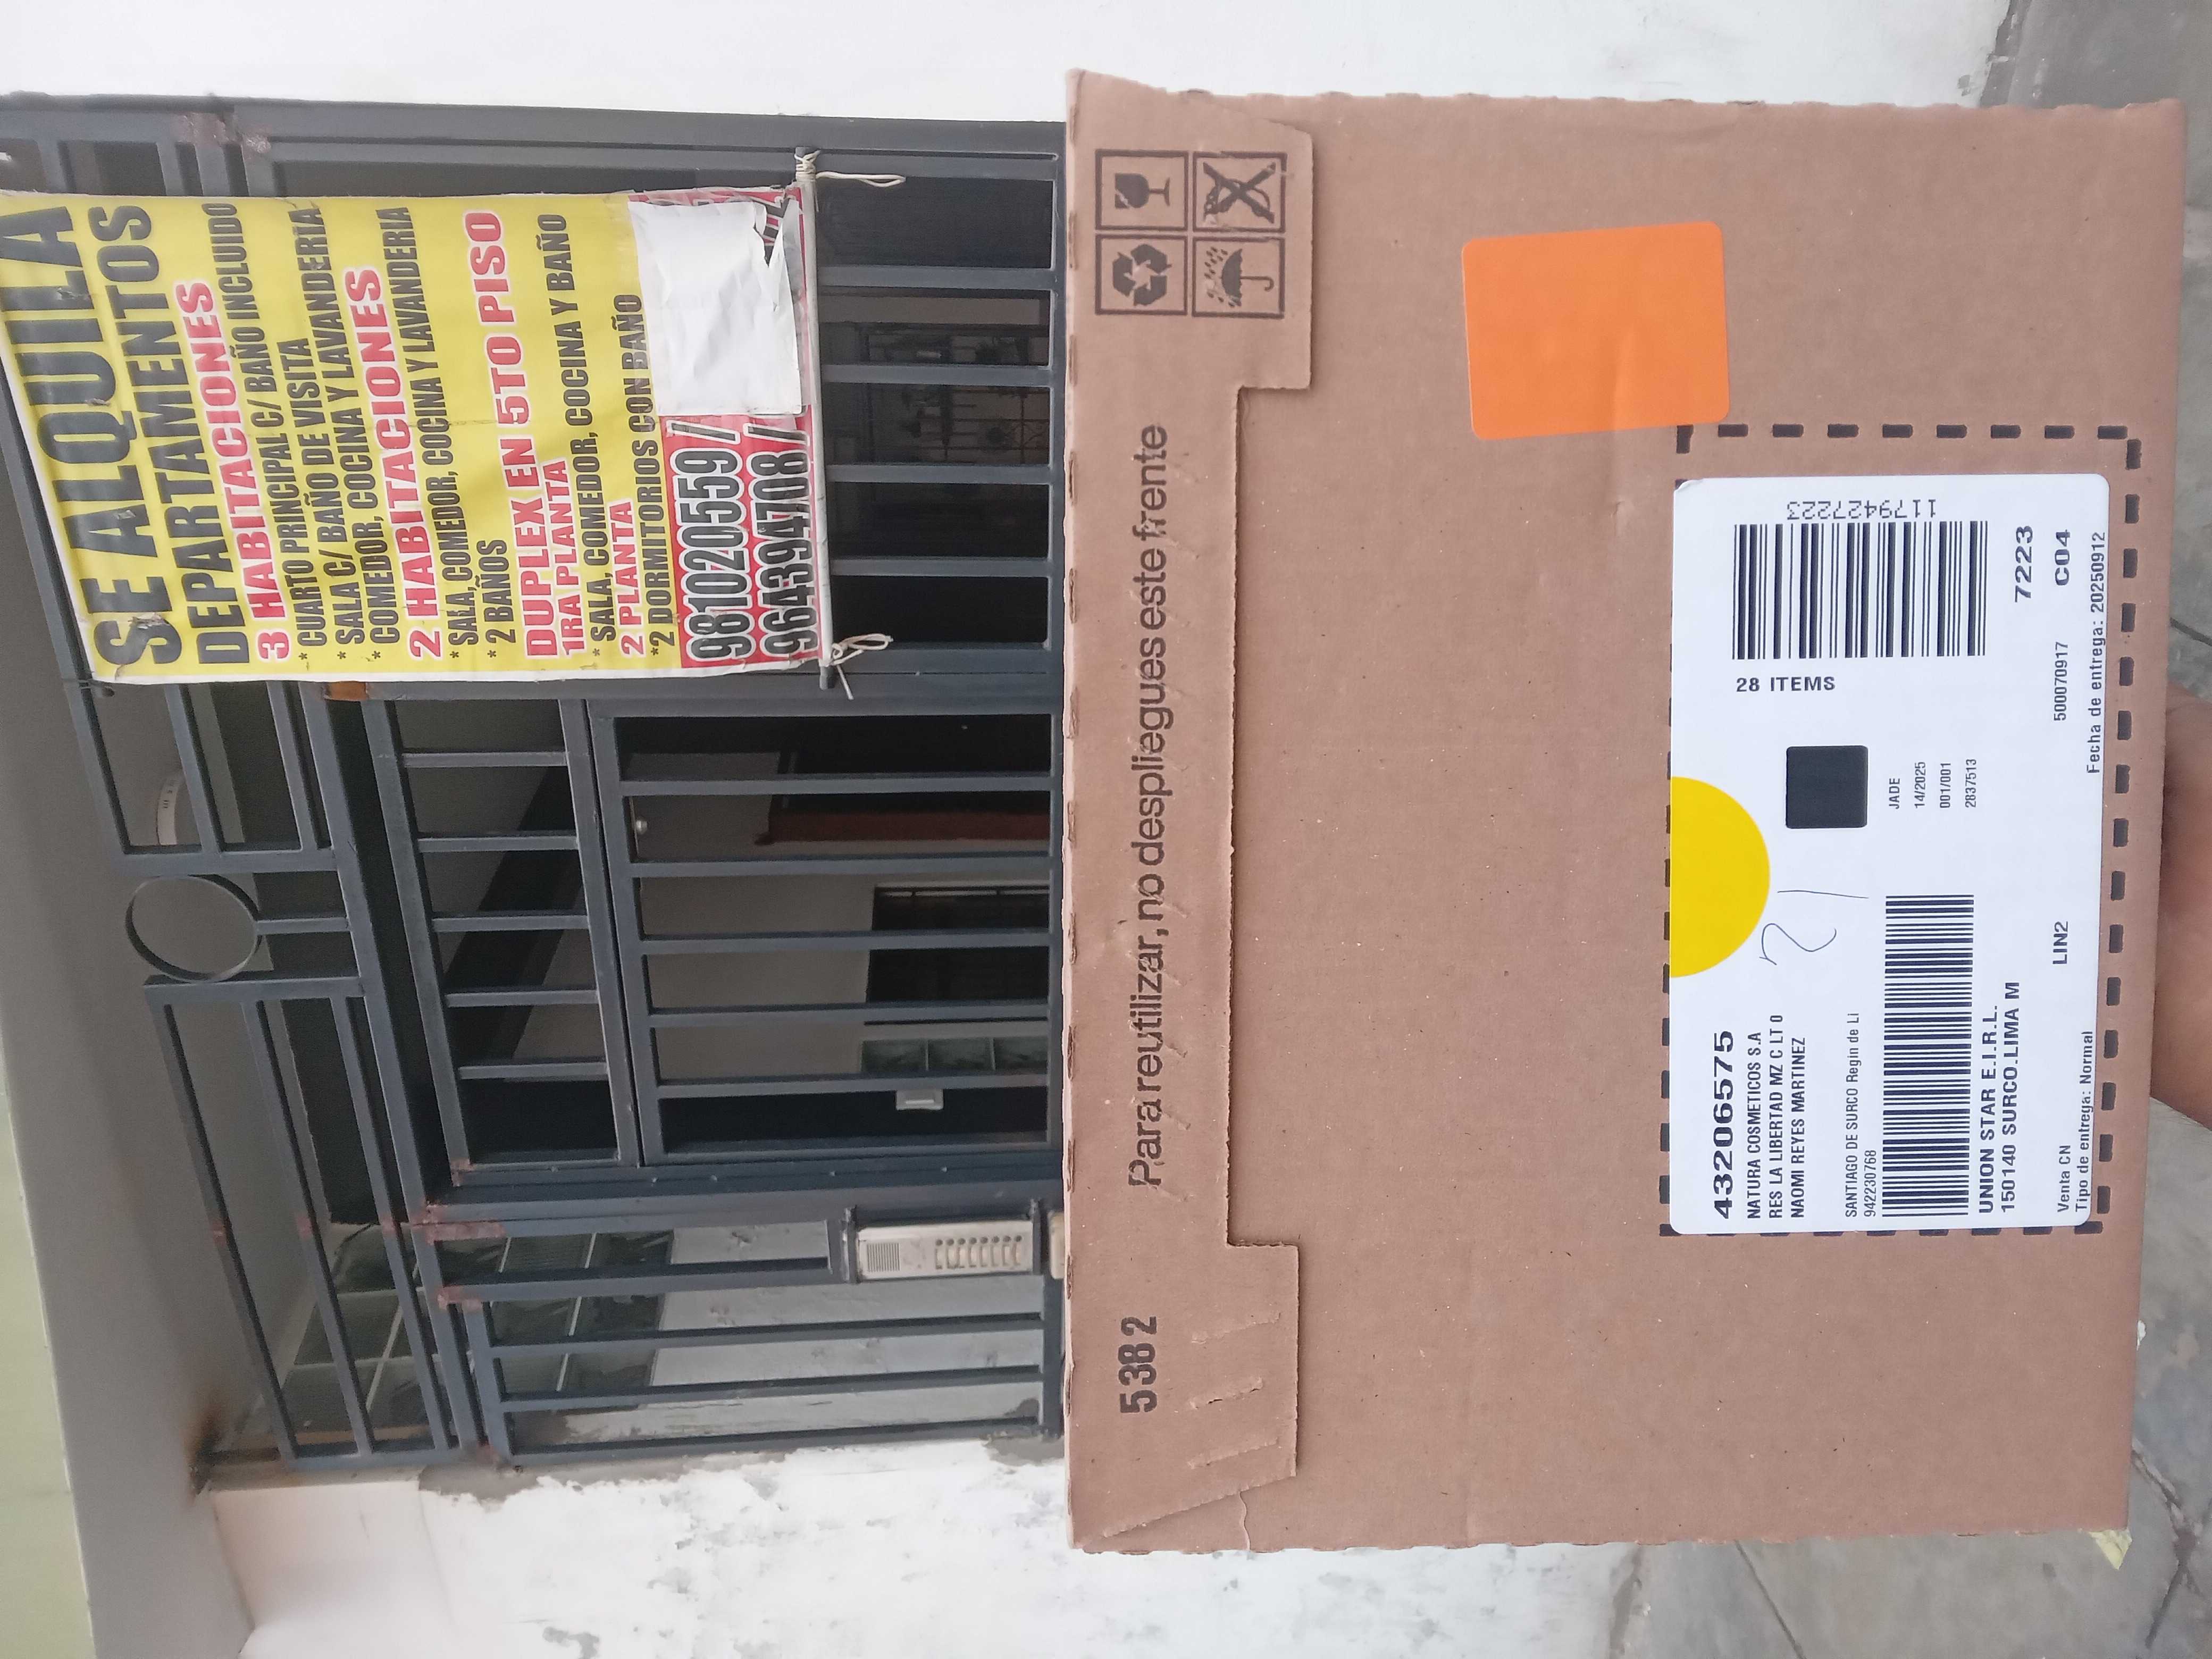 SE ALQUILA
DEPARTAMENTOS
3 HABITACIONES
* CUARTO PRINCIPAL C/ BAÑO INCLUIDO
* SALA C/ BAÑO DE VISITA
* COMEDOR, COCINA Y LAVANDERIA
2 HABITACIONES
* SALA, COMEDOR, COCINA Y LAVANDERIA
* 2 BAÑOS
DUPLEX EN 5TO PISO
1RA PLANTA
* SALA, COMEDOR, COCINA Y BAÑO
2 PLANTA
*2 DORMITORIOS CON BAÑO
981020559 /
964394708 /
5382
Para reutilizar, no despliegues este frente
432206575
NATURA COSMETICOS S.A
RES LA LIBERTAD MZ C LT 0
NAOMI REYES MARTINEZ
SANTIAGO DE SURCO Regin de Li
942230768
UNION STAR E.I.R.L.
150140 SURCO.LIMA M
Venta CN
LIN2
Tipo de entrega: Normal
21
JADE
14/2025
001/001
2837513
28 ITEMS
1179427223
7223
500070917
C04
Fecha de entrega: 20250912